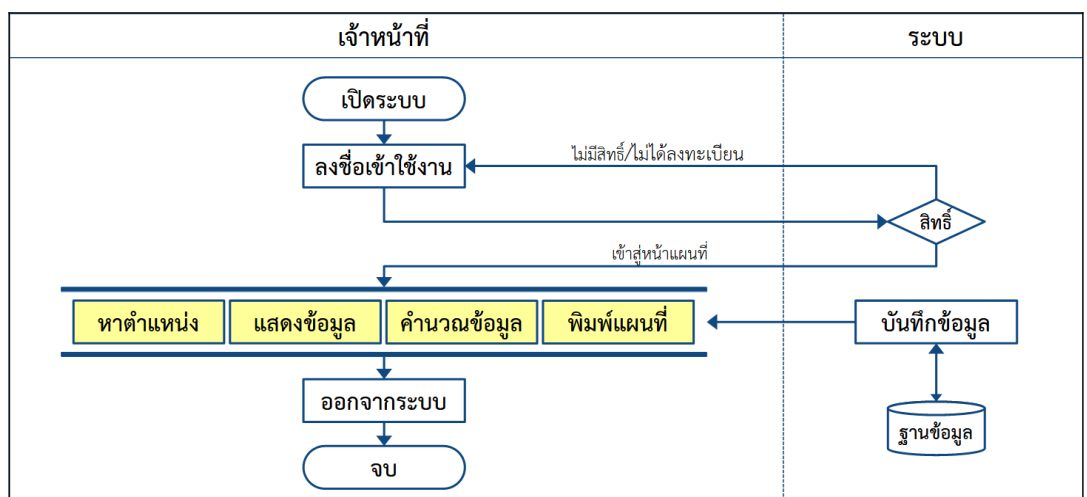 เจ้าหน้าที่
ระบบ
เปิดระบบ
ลงชื่อเข้าใช้งาน
ไม่มีสิทธิ์/ไม่ได้ลงทะเบียน
สิทธิ์
เข้าสู่หน้าแผนที่
หาตำแหน่ง
แสดงข้อมูล
คำนวณข้อมูล
พิมพ์แผนที่
บันทึกข้อมูล
ออกจากระบบ
ฐานข้อมูล
จบ